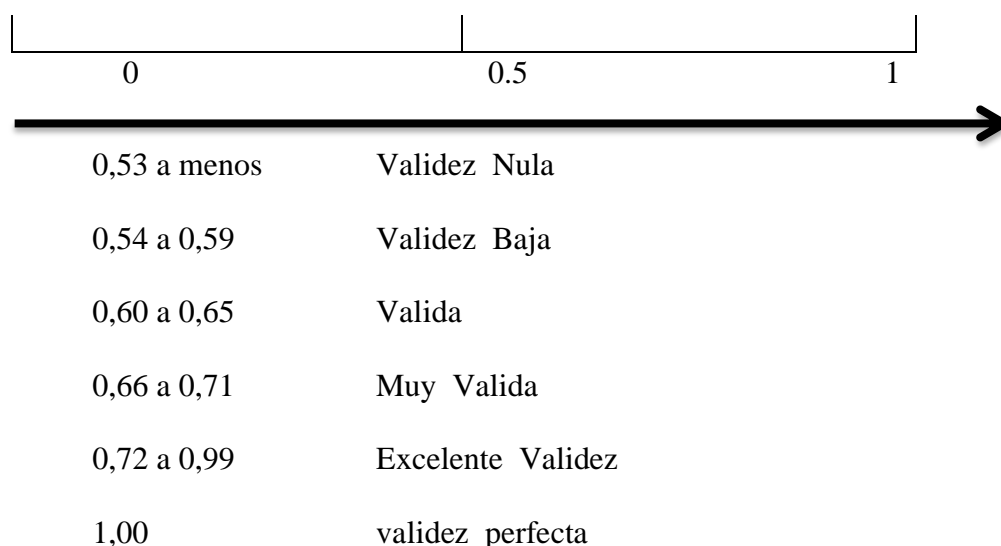 0 0.5 1
0,53 a menos Validez Nula
0,54 a 0,59 Validez Baja
0,60 a 0,65 Valida
0,66 a 0,71 Muy Valida
0,72 a 0,99 Excelente Validez
1,00 validez perfecta